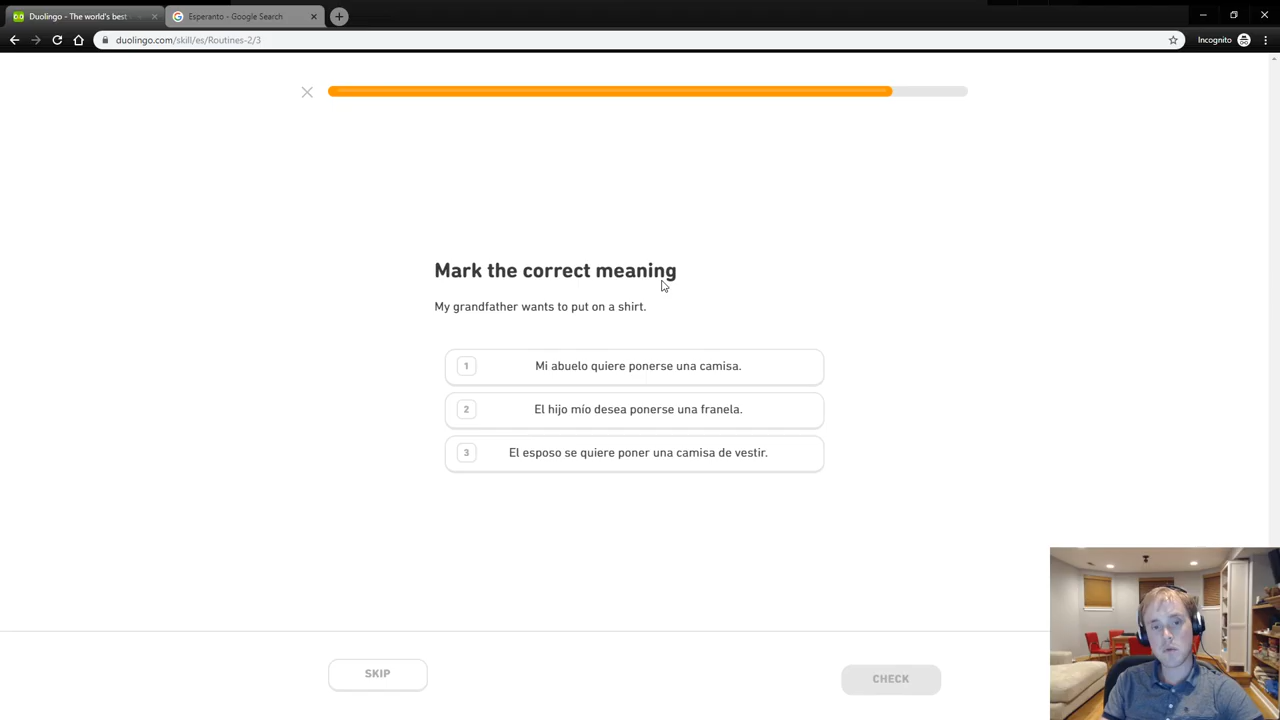 Duolingo - The world's best
Esperanto - Google Search
duolingo.com/skill/es/Routines-2/3
Incognito
Mark the correct meaning
My grandfather wants to put on a shirt.
1 Mi abuelo quiere ponerse una camisa.
2 El hijo mío desea ponerse una franela.
3 El esposo se quiere poner una camisa de vestir.
SKIP
CHECK